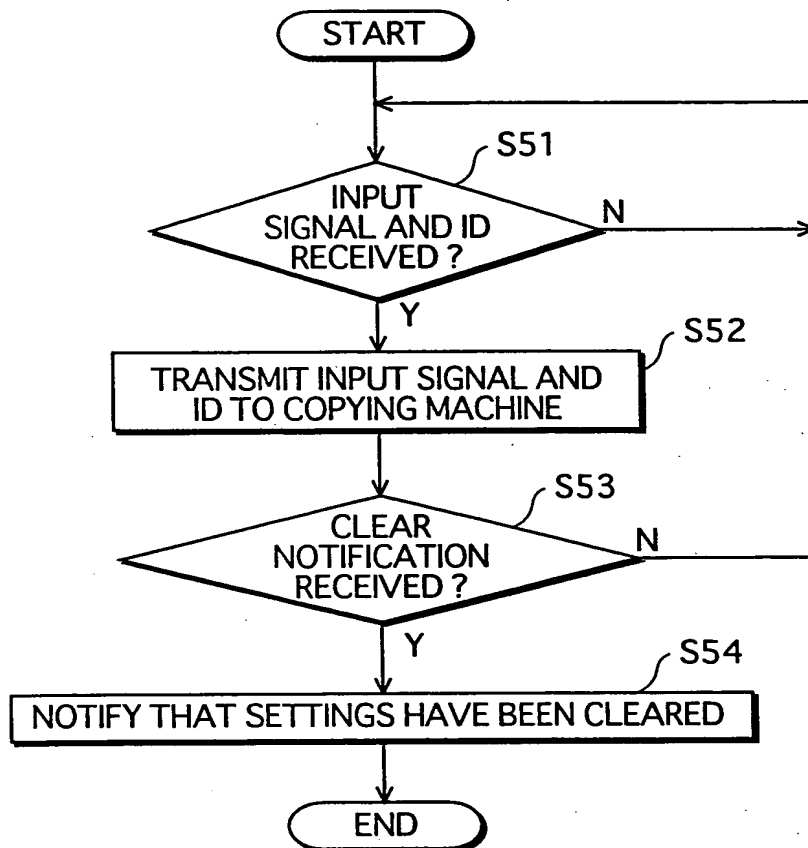 START
S51
INPUT
SIGNAL AND ID
RECEIVED ?
N
Y
S52
TRANSMIT INPUT SIGNAL AND
ID TO COPYING MACHINE
S53
CLEAR
NOTIFICATION
RECEIVED ?
N
Y
S54
NOTIFY THAT SETTINGS HAVE BEEN CLEARED
END